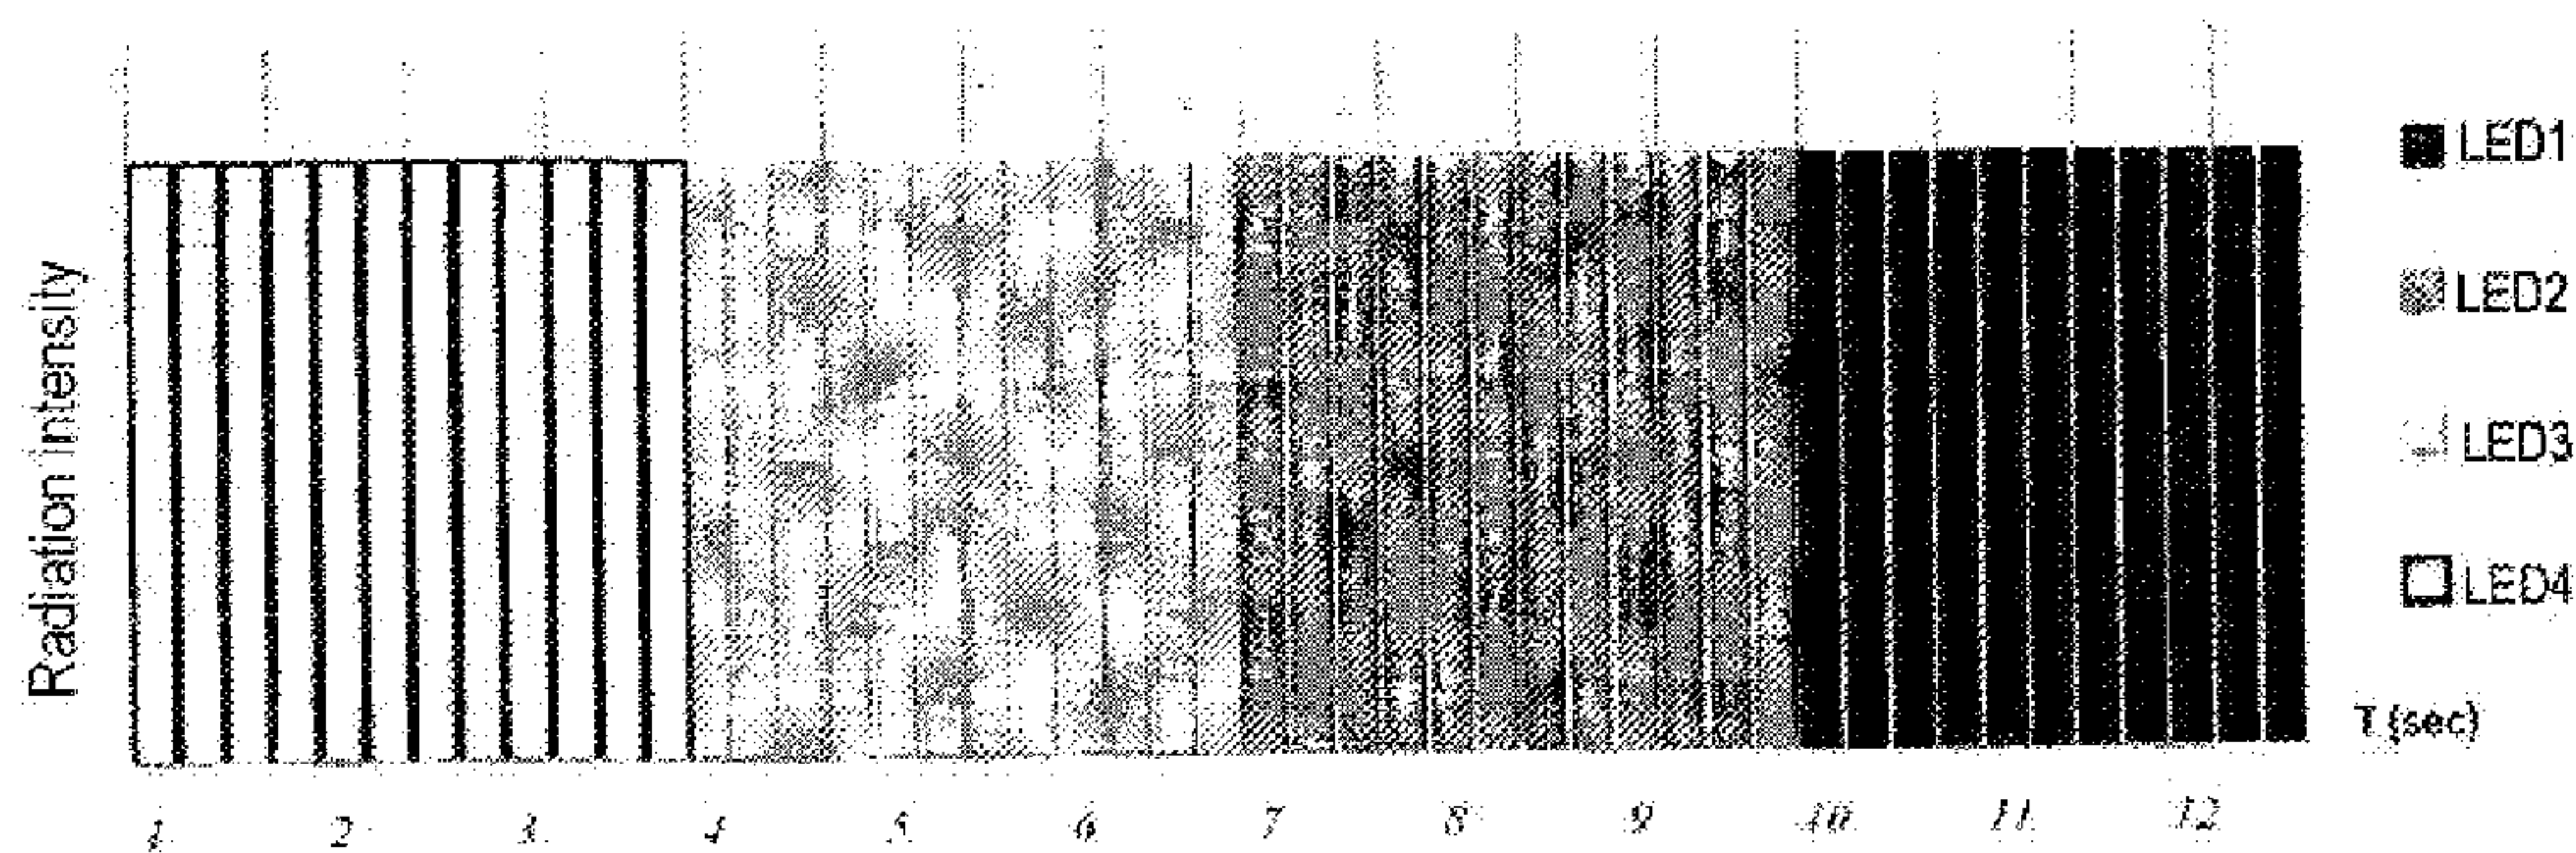 Radiation intensity
LED1
LED2
LED3
LED4
T (sec)
1 2 3 4 5 6 7 8 9 10 11 12